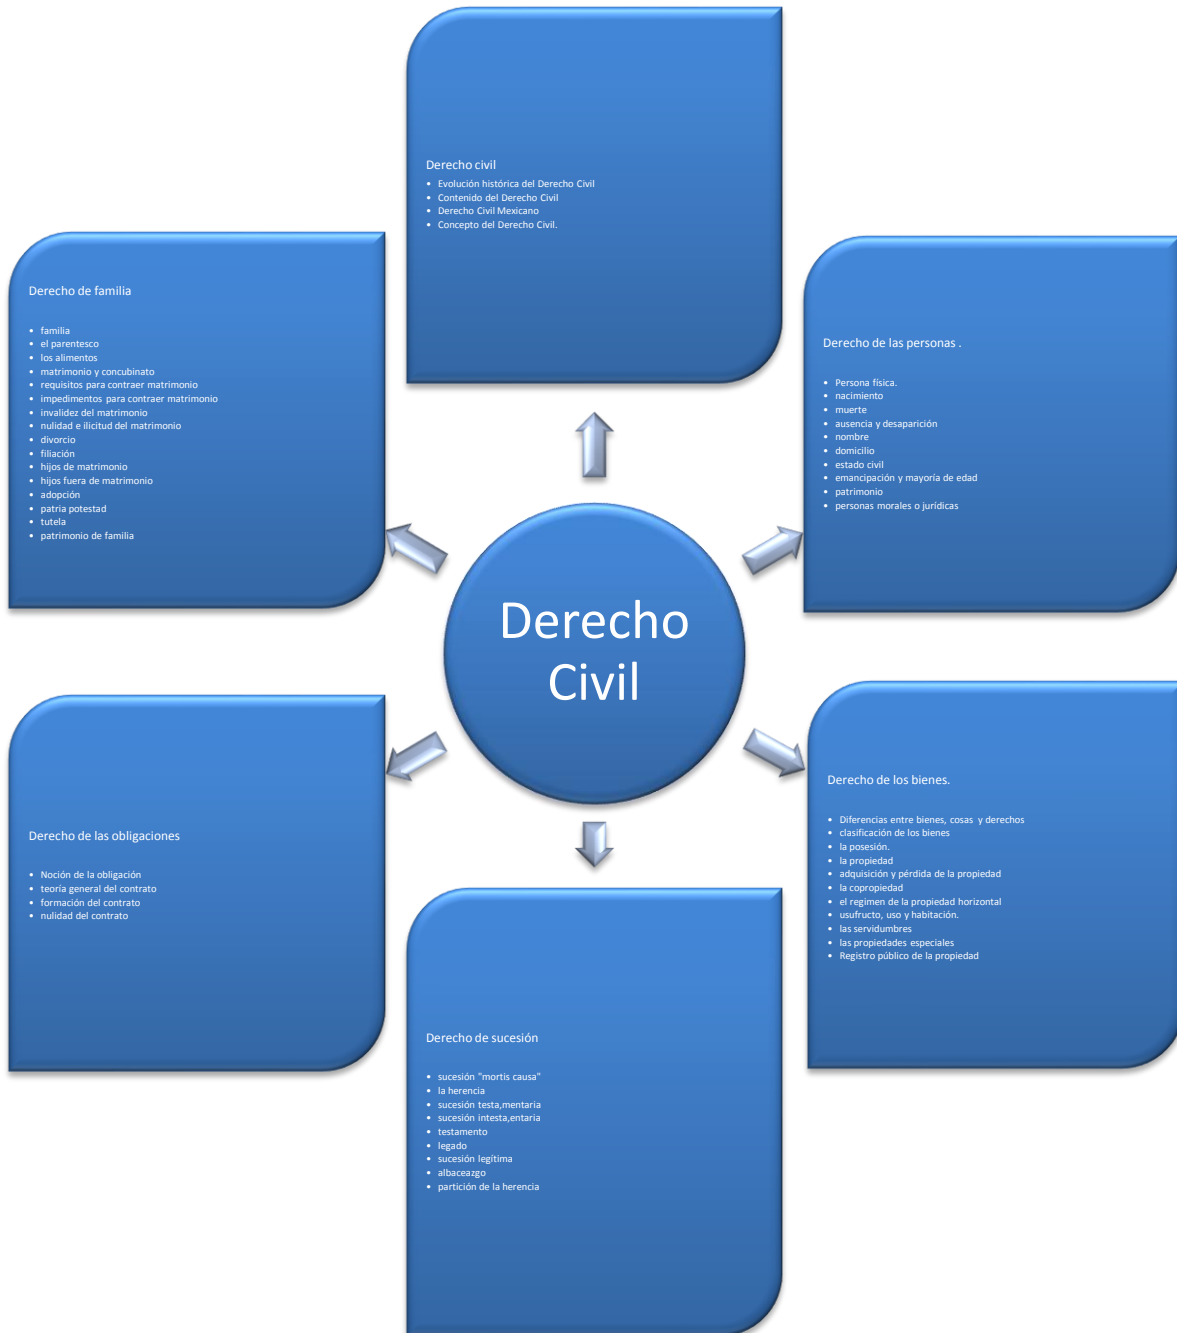 Derecho civil
• Evolución histórica del Derecho Civil
• Contenido del Derecho Civil
• Derecho Civil Mexicano
• Concepto del Derecho Civil.
Derecho de familia
• familia
• el parentesco
• los alimentos
• matrimonio y concubinato
• requisitos para contraer matrimonio
• impedimentos para contraer matrimonio
• invalidez del matrimonio
• nulidad e ilicitud del matrimonio
• divorcio
• filiación
• hijos de matrimonio
• hijos fuera de matrimonio
• adopción
• patria potestad
• tutela
• patrimonio de familia
Derecho de las personas .
• Persona física.
• nacimiento
• muerte
• ausencia y desaparición
• nombre
• domicilio
• estado civil
• emancipación y mayoría de edad
• patrimonio
• personas morales o jurídicas
Derecho
Civil
Derecho de las obligaciones
• Noción de la obligación
• teoría general del contrato
• formación del contrato
• nulidad del contrato
Derecho de los bienes.
• Diferencias entre bienes, cosas y derechos
• clasificación de los bienes
• la posesión.
• la propiedad
• adquisición y pérdida de la propiedad
• la copropiedad
• el regimen de la propiedad horizontal
• usufructo, uso y habitación.
• las servidumbres
• las propiedades especiales
• Registro público de la propiedad
Derecho de sucesión
• sucesión "mortis causa"
• la herencia
• sucesión testa,mentaria
• sucesión intesta,entaria
• testamento
• legado
• sucesión legítima
• albaceazgo
• partición de la herencia